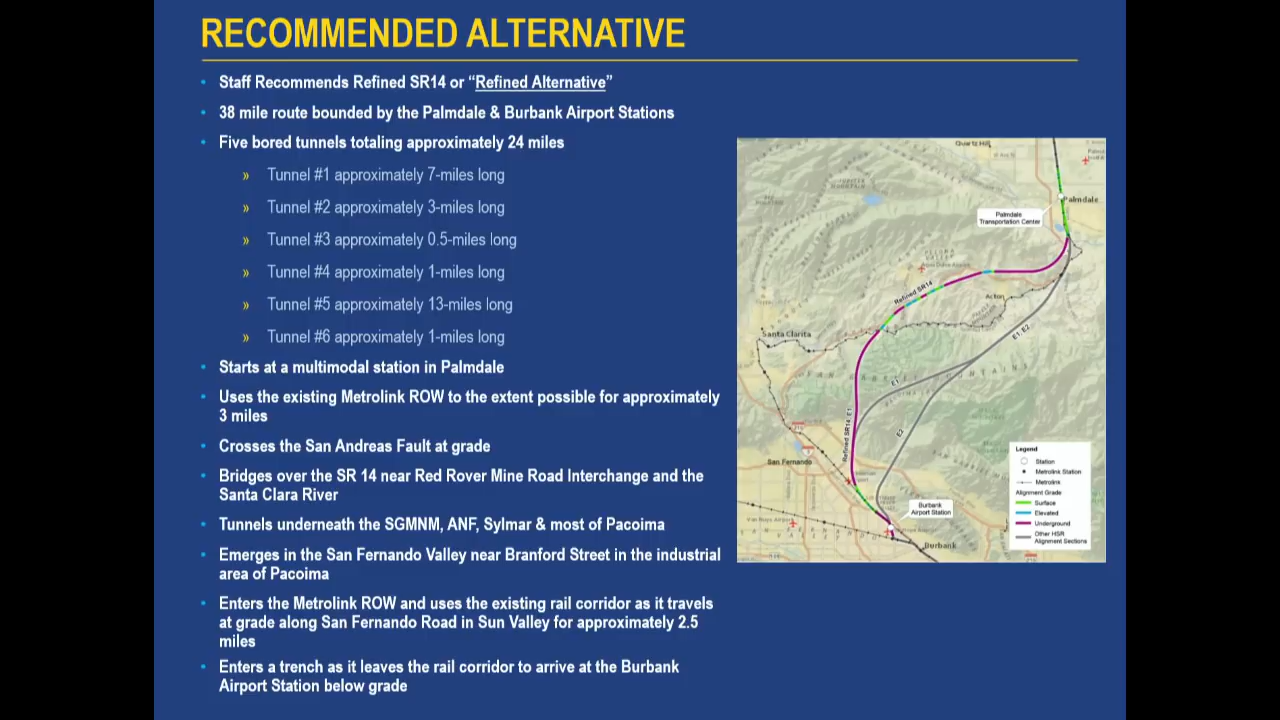 RECOMMENDED ALTERNATIVE
• Staff Recommends Refined SR14 or “Refined Alternative”
• 38 mile route bounded by the Palmdale & Burbank Airport Stations
• Five bored tunnels totaling approximately 24 miles
» Tunnel #1 approximately 7-miles long
» Tunnel #2 approximately 3-miles long
» Tunnel #3 approximately 0.5-miles long
» Tunnel #4 approximately 1-miles long
» Tunnel #5 approximately 13-miles long
» Tunnel #6 approximately 1-miles long
• Starts at a multimodal station in Palmdale
• Uses the existing Metrolink ROW to the extent possible for approximately
3 miles
• Crosses the San Andreas Fault at grade
• Bridges over the SR 14 near Red Rover Mine Road Interchange and the
Santa Clara River
• Tunnels underneath the SGMNM, ANF, Sylmar & most of Pacoima
• Emerges in the San Fernando Valley near Branford Street in the industrial
area of Pacoima
• Enters the Metrolink ROW and uses the existing rail corridor as it travels
at grade along San Fernando Road in Sun Valley for approximately 2.5
miles
• Enters a trench as it leaves the rail corridor to arrive at the Burbank
Airport Station below grade
Quartz Hill
Palmdale
Palmdale
Transportation Center
Refined SR14
Acton
E1, E2
Santa Clarita
E1
E2
Refined SR14, E1
San Fernando
Burbank
Airport Station
Burbank
Legend
Station
Metrolink Station
Metrolink
Alignment Grade
Surface
Elevated
Underground
Other HSR
Alignment Sections